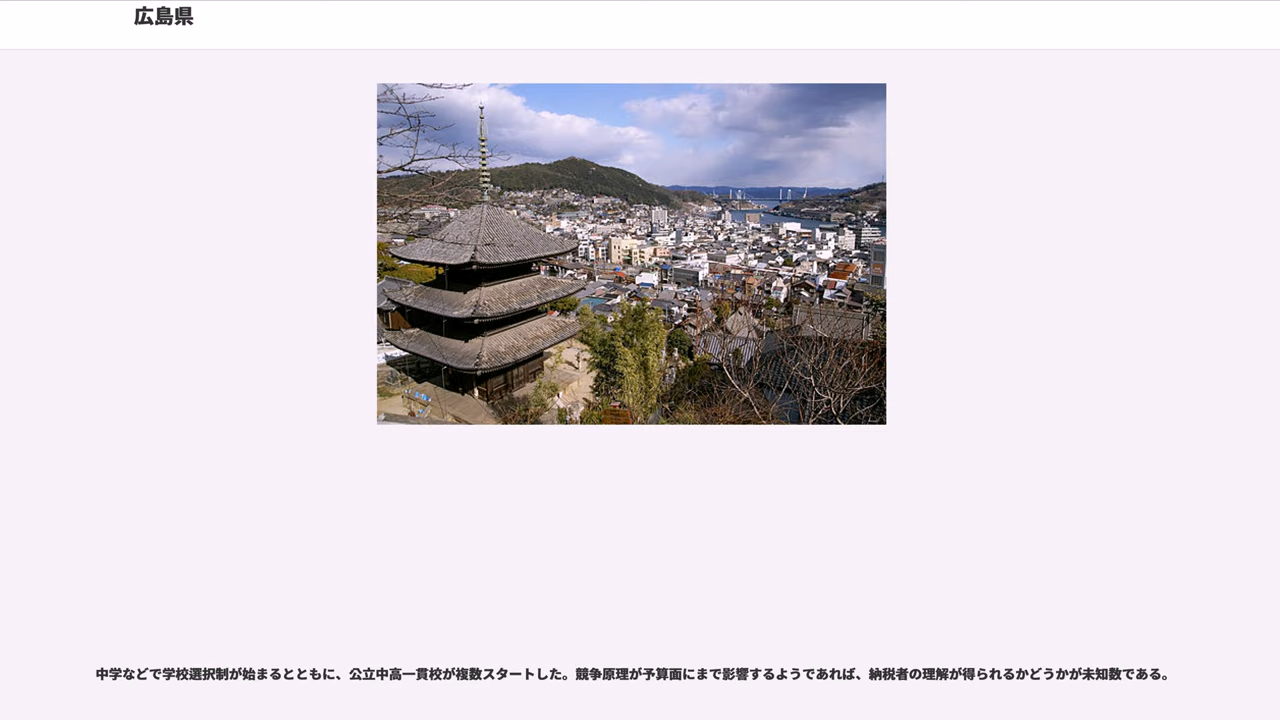 広島県
中学などで学校選択制が始まるとともに、公立中高一貫校が複数スタートした。競争原理が予算面にまで影響するようであれば、納税者の理解が得られるかどうかが未知数である。